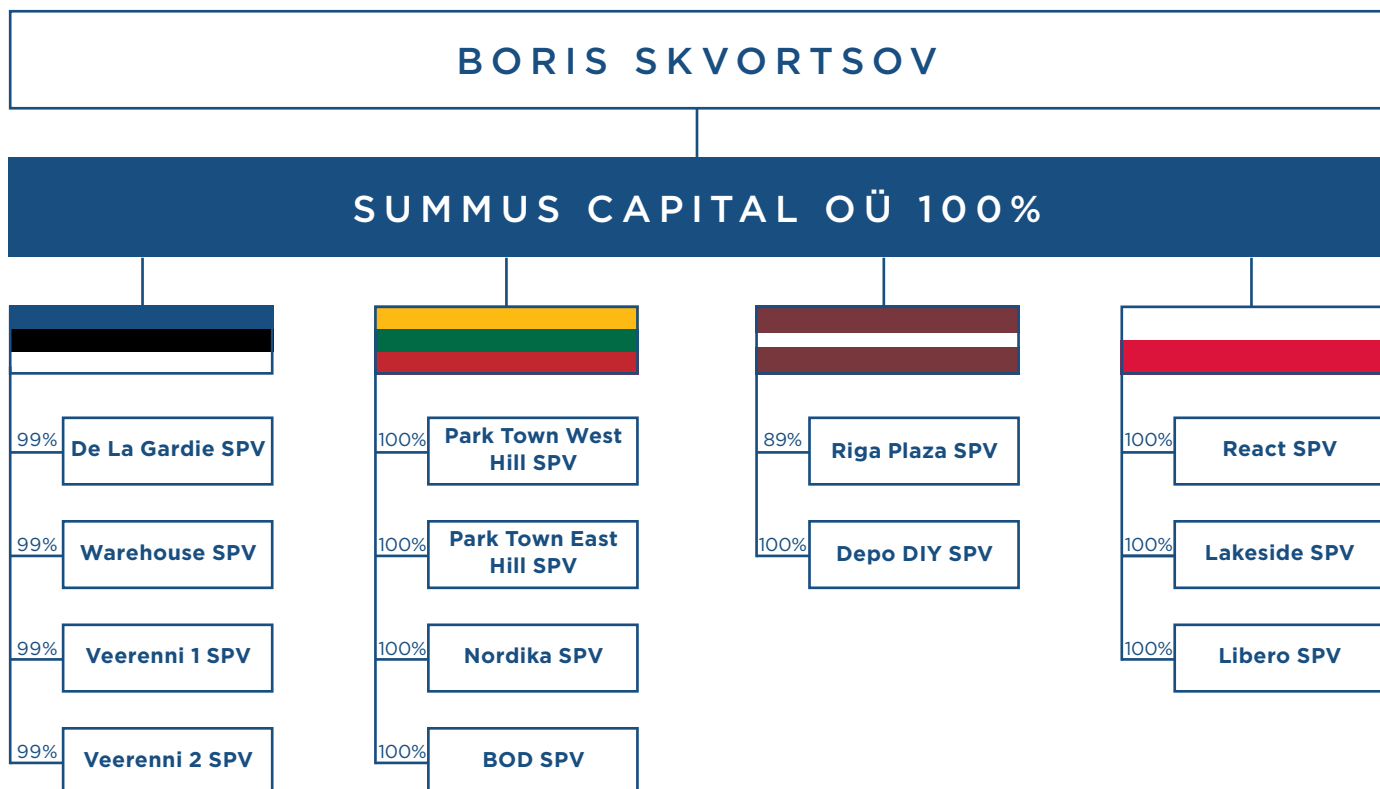 BORIS SKVORTSOV
SUMMUS CAPITAL OÜ 100%
99%
De La Gardie SPV
99%
Warehouse SPV
99%
Veerenni 1 SPV
99%
Veerenni 2 SPV
100%
Park Town West
Hill SPV
100%
Park Town East
Hill SPV
100%
Nordika SPV
100%
BOD SPV
89%
Riga Plaza SPV
100%
Depo DIY SPV
100%
React SPV
100%
Lakeside SPV
100%
Libero SPV